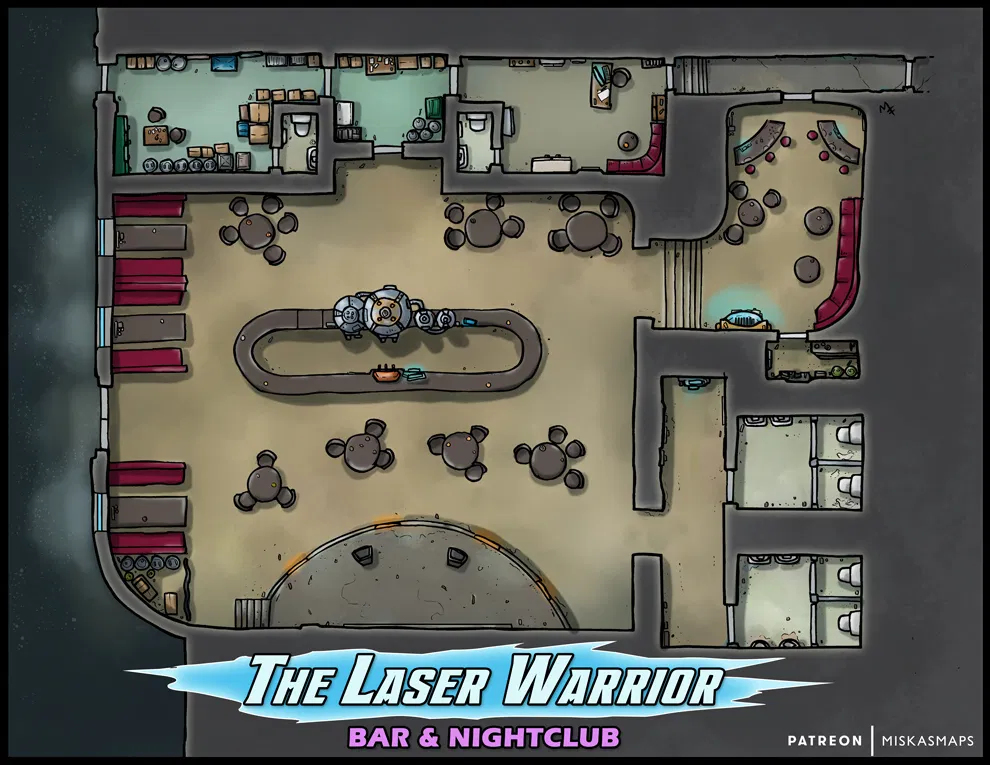 THE LASER WARRIOR
BAR & NIGHTCLUB
PATREON | MISKASMAPS